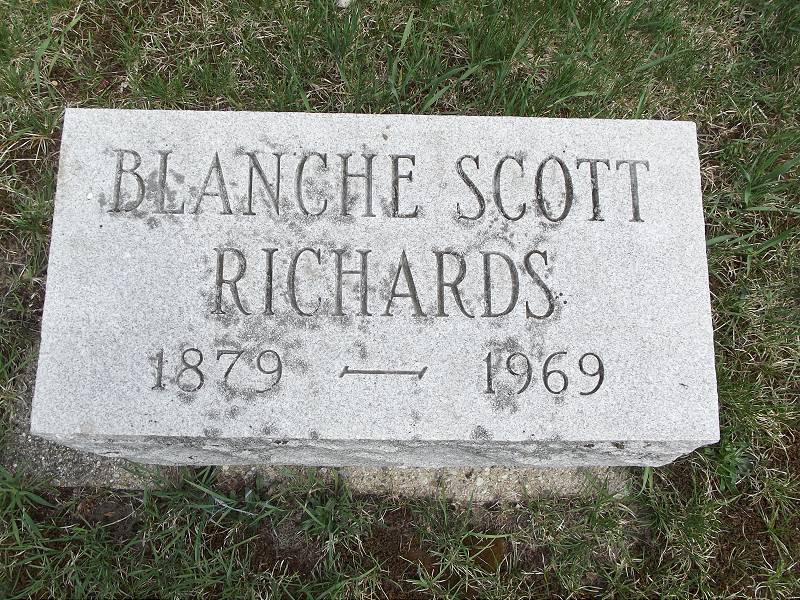 BLANCHE SCOTT
RICHARDS
1879 — 1969